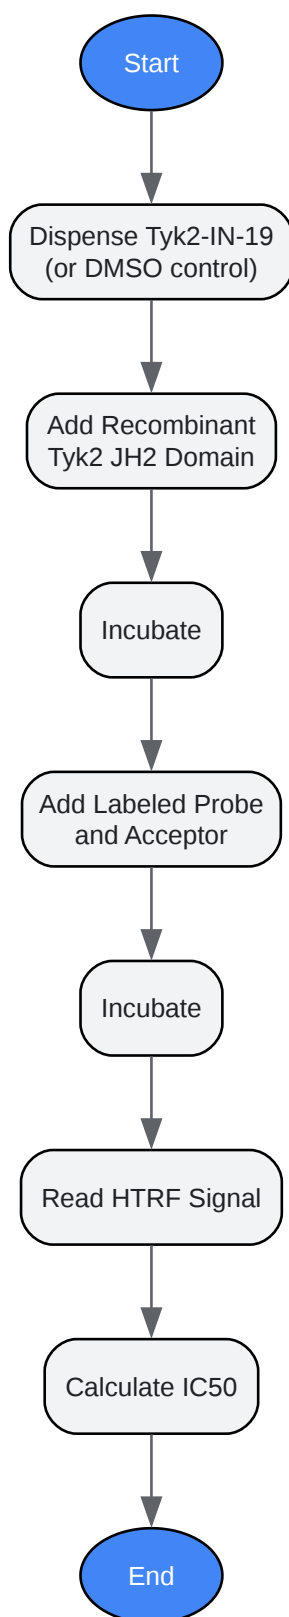 Start
Dispense Tyk2-IN-19
(or DMSO control)
Add Recombinant
Tyk2 JH2 Domain
Incubate
Add Labeled Probe
and Acceptor
Incubate
Read HTRF Signal
Calculate IC50
End